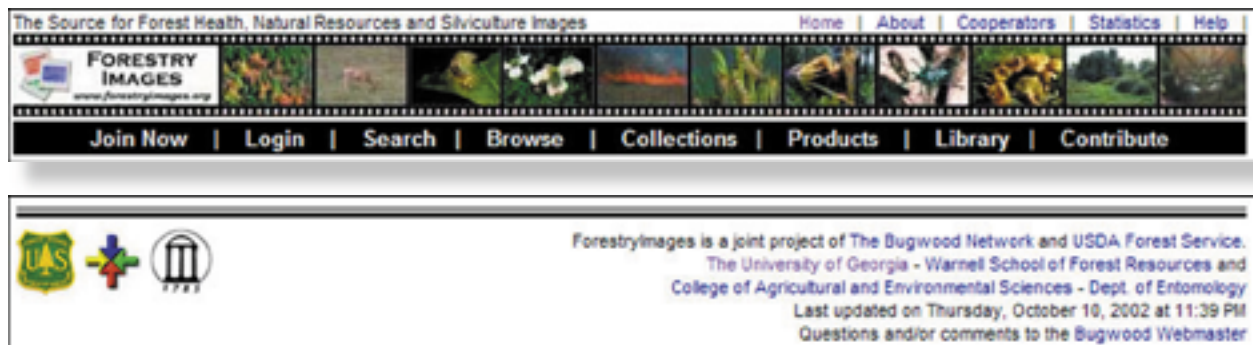 The Source for Forest Health, Natural Resources and Silviculture Images
Home | About | Cooperators | Statistics | Help |
FORESTRY
IMAGES
www.forestryimages.org
Join Now | Login | Search | Browse | Collections | Products | Library | Contribute
ForestryImages is a joint project of The Bugwood Network and USDA Forest Service.
The University of Georgia - Warnell School of Forest Resources and
College of Agricultural and Environmental Sciences - Dept. of Entomology
Last updated on Thursday, October 10, 2002 at 11:39 PM
Questions and/or comments to the Bugwood Webmaster
UAS
1785